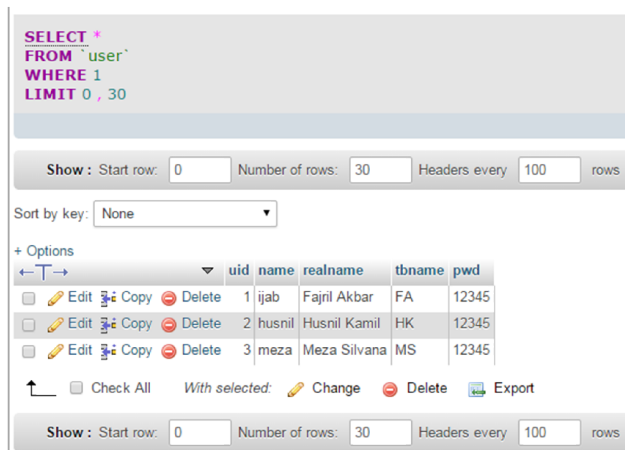 SELECT *
FROM `user`
WHERE 1
LIMIT 0 , 30
Show : Start row: 0 Number of rows: 30 Headers every 100 rows
Sort by key: None
+ Options
←T→ uid name realname tbname pwd
Edit Copy Delete 1 ijab Fajril Akbar FA 12345
Edit Copy Delete 2 husnil Husnil Kamil HK 12345
Edit Copy Delete 3 meza Meza Silvana MS 12345
Check All With selected: Change Delete Export
Show : Start row: 0 Number of rows: 30 Headers every 100 rows